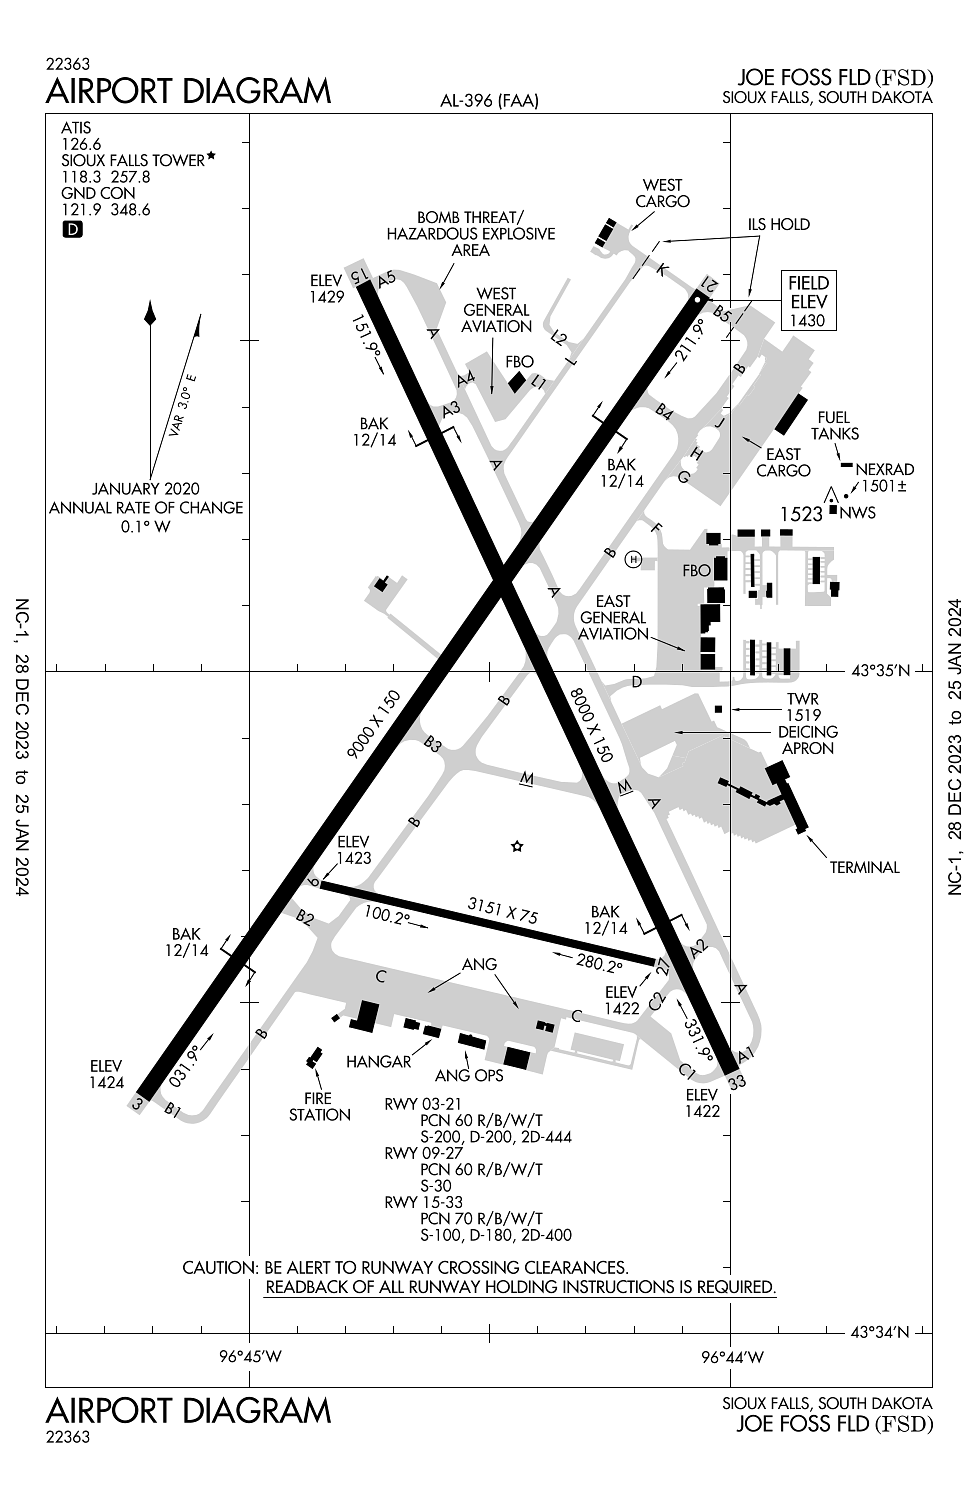 22363
AIRPORT DIAGRAM
AL-396 (FAA)
JOE FOSS FLD (FSD)
SIOUX FALLS, SOUTH DAKOTA
ATIS
126.6
SIOUX FALLS TOWER★
118.3 257.8
GND CON
121.9 348.6
D
VAR 3.0° E
JANUARY 2020
ANNUAL RATE OF CHANGE
0.1° W
BOMB THREAT/
HAZARDOUS EXPLOSIVE
AREA
WEST
CARGO
ILS HOLD
FIELD
ELEV
1430
ELEV
1429
15
A5
151.9°
A
WEST
GENERAL
AVIATION
FBO
L2
L
L1
A4
A3
BAK
12/14
A
K
21
B5
211.9°
B
B4
J
H
G
BAK
12/14
EAST
CARGO
FUEL
TANKS
NEXRAD
1501±
1523
NWS
F
B
H
FBO
A
EAST
GENERAL
AVIATION
43°35'N
D
TWR
1519
DEICING
APRON
TERMINAL
9000 X 150
8000 X 150
B
B3
M
M
A
B
ELEV
1423
9
3151 X 75
100.2°
280.2°
BAK
12/14
B2
BAK
12/14
27
A2
ELEV
1422
C2
A
C
ANG
C
331.9°
A1
C1
33
ELEV
1422
B
031.9°
ELEV
1424
3
B1
HANGAR
ANG OPS
FIRE
STATION
RWY 03-21
PCN 60 R/B/W/T
S-200, D-200, 2D-444
RWY 09-27
PCN 60 R/B/W/T
S-30
RWY 15-33
PCN 70 R/B/W/T
S-100, D-180, 2D-400
CAUTION: BE ALERT TO RUNWAY CROSSING CLEARANCES.
READBACK OF ALL RUNWAY HOLDING INSTRUCTIONS IS REQUIRED.
43°34'N
96°45'W
96°44'W
NC-1, 28 DEC 2023 to 25 JAN 2024
NC-1, 28 DEC 2023 to 25 JAN 2024
AIRPORT DIAGRAM
22363
SIOUX FALLS, SOUTH DAKOTA
JOE FOSS FLD (FSD)